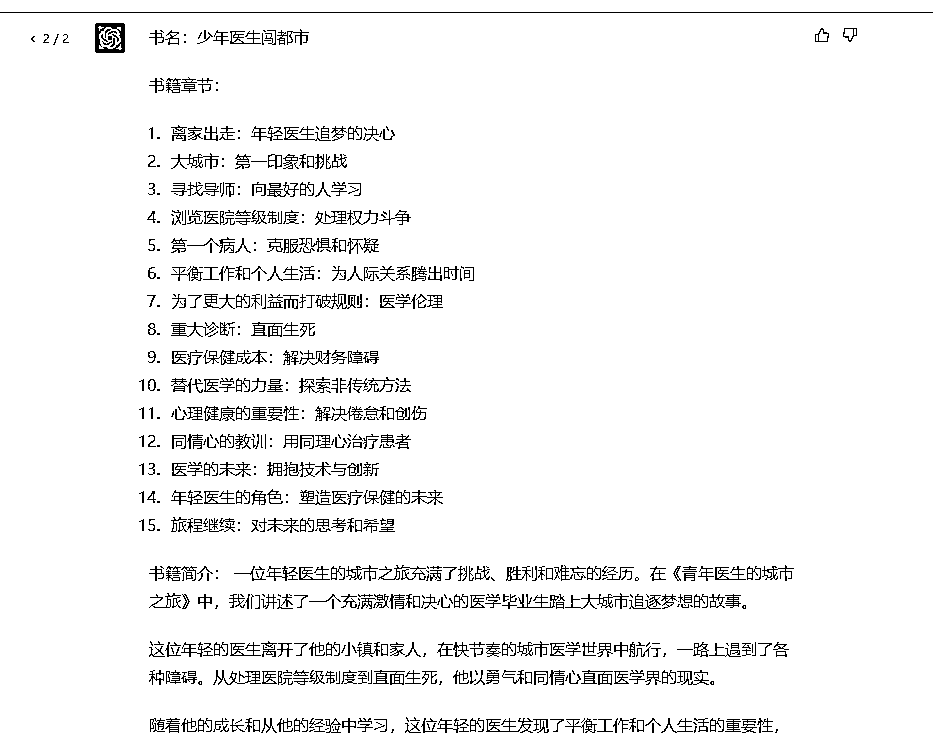 < 2/2
书名：少年医生闯都市
书籍章节：
1. 离家出走：年轻医生追梦的决心
2. 大城市：第一印象和挑战
3. 寻找导师：向最好的人学习
4. 浏览医院等级制度：处理权力斗争
5. 第一个病人：克服恐惧和怀疑
6. 平衡工作和个人生活：为人际关系腾出时间
7. 为了更大的利益而打破规则：医学伦理
8. 重大诊断：直面生死
9. 医疗保健成本：解决财务障碍
10. 替代医学的力量：探索非传统方法
11. 心理健康的重要性：解决倦怠和创伤
12. 同情心的教训：用同理心治疗患者
13. 医学的未来：拥抱技术与创新
14. 年轻医生的角色：塑造医疗保健的未来
15. 旅程继续：对未来的思考和希望
书籍简介： 一位年轻医生的城市之旅充满了挑战、胜利和难忘的经历。在《青年医生的城市
之旅》中，我们讲述了一个充满激情和决心的医学毕业生踏上大城市追逐梦想的故事。
这位年轻的医生离开了他的小镇和家人，在快节奏的城市医学世界中航行，一路上遇到了各
种障碍。从处理医院等级制度到直面生死，他以勇气和同情心直面医学界的现实。
随着他的成长和从他的经验中学习，这位年轻的医生发现了平衡工作和个人生活的重要性，